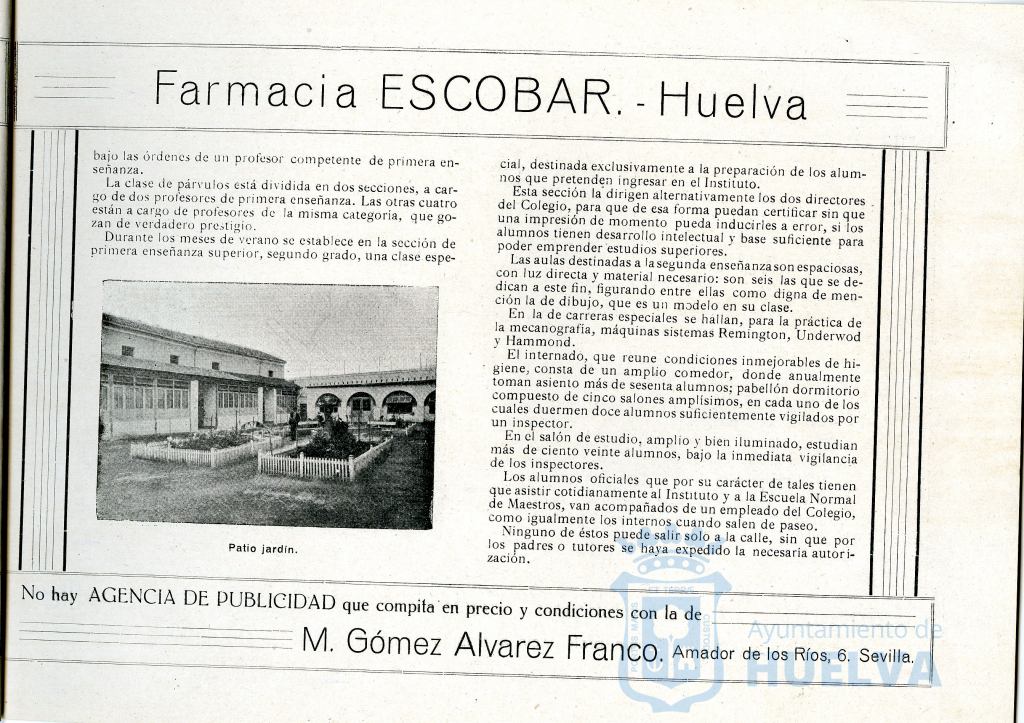 Farmacia ESCOBAR. - Huelva
bajo las órdenes de un profesor competente de primera en-
señanza.
La clase de párvulos está dividida en dos secciones, a car-
go de dos profesores de primera enseñanza. Las otras cuatro
están a cargo de profesores de la misma categoría, que go-
zan de verdadero prestigio.
Durante los meses de verano se establece en la sección de
primera enseñanza superior, segundo grado, una clase espe-
Patio jardín.
cial, destinada exclusivamente a la preparación de los alum-
nos que pretenden ingresar en el Instituto.
Esta sección la dirigen alternativamente los dos directores
del Colegio, para que de esa forma puedan certificar sin que
una impresión de momento pueda inducirles a error, si los
alumnos tienen desarrollo intelectual y base suficiente para
poder emprender estudios superiores.
Las aulas destinadas a la segunda enseñanza son espaciosas,
con luz directa y material necesario: son seis las que se de-
dican a este fin, figurando entre ellas como digna de men-
ción la de dibujo, que es un modelo en su clase.
En la de carreras especiales se hallan, para la práctica de
la mecanografía, máquinas sistemas Remington, Underwod
y Hammond.
El internado, que reune condiciones inmejorables de hi-
giene, consta de un amplio comedor, donde anualmente
toman asiento más de sesenta alumnos; pabellón dormitorio
compuesto de cinco salones amplísimos, en cada uno de los
cuales duermen doce alumnos suficientemente vigilados por
un inspector.
En el salón de estudio, amplio y bien iluminado, estudian
más de ciento veinte alumnos, bajo la inmediata vigilancia
de los inspectores.
Los alumnos oficiales que por su carácter de tales tienen
que asistir cotidianamente al Instituto y a la Escuela Normal
de Maestros, van acompañados de un empleado del Colegio,
como igualmente los internos cuando salen de paseo.
Ninguno de éstos puede salir solo a la calle, sin que por
los padres o tutores se haya expedido la necesaria autori-
zación.
No hay AGENCIA DE PUBLICIDAD que compita en precio y condiciones con la de
M. Gómez Alvarez Franco. Amador de los Ríos, 6. Sevilla.
Ayuntamiento de
HUELVA